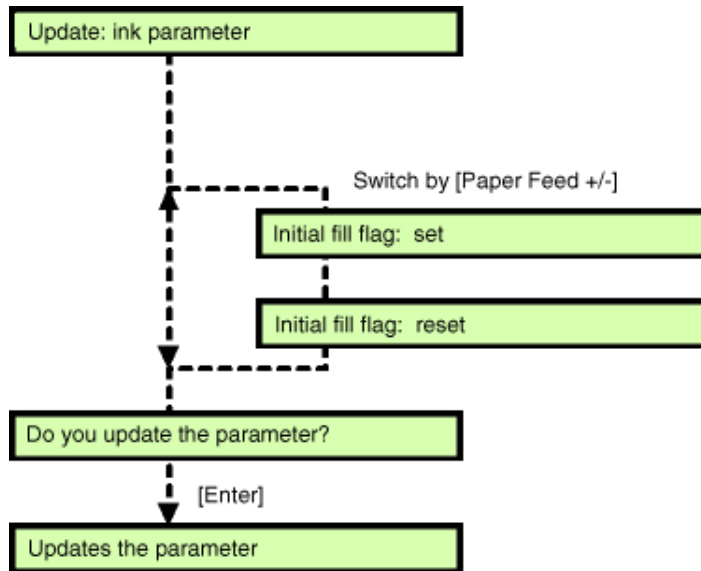 Update: ink parameter
Switch by [Paper Feed +/-]
Initial fill flag:  set
Initial fill flag:  reset
Do you update the parameter?
[Enter]
Updates the parameter